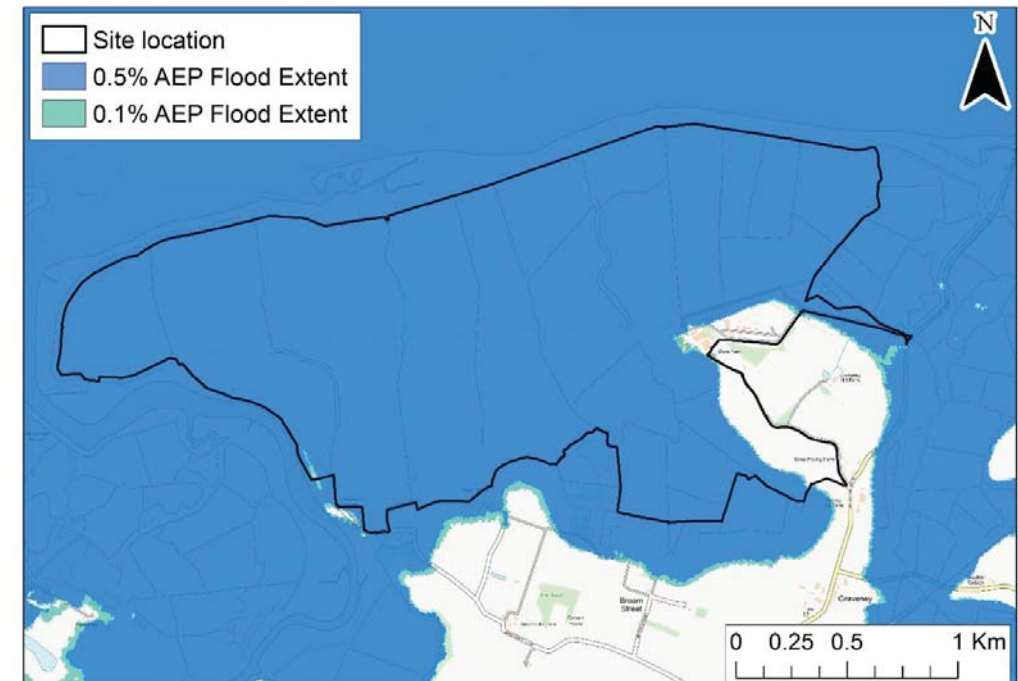 Site location
0.5% AEP Flood Extent
0.1% AEP Flood Extent
N
Broom
Street
Graveney
0 0.25 0.5 1 Km